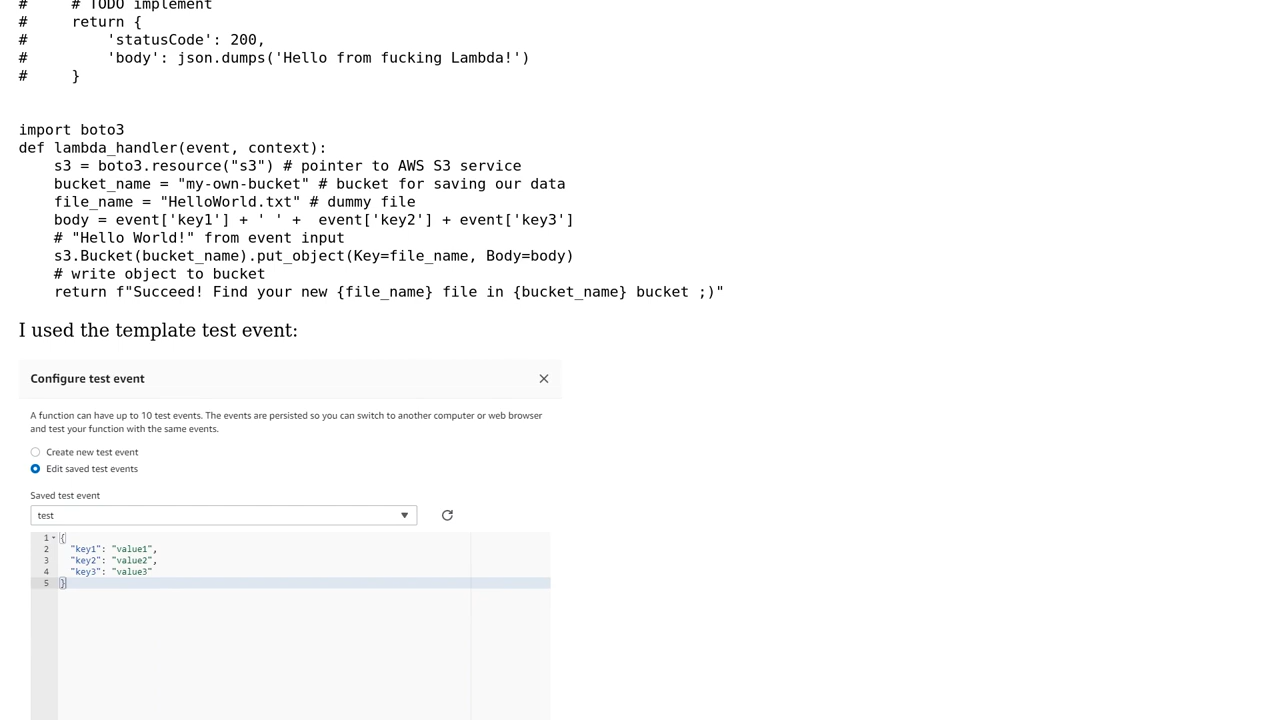 #     # TODO implement
#     return {
#         'statusCode': 200,
#         'body': json.dumps('Hello from fucking Lambda!')
#     }
import boto3
def lambda_handler(event, context):
    s3 = boto3.resource("s3") # pointer to AWS S3 service
    bucket_name = "my-own-bucket" # bucket for saving our data
    file_name = "HelloWorld.txt" # dummy file
    body = event['key1'] + ' ' +  event['key2'] + event['key3']
    # "Hello World!" from event input
    s3.Bucket(bucket_name).put_object(Key=file_name, Body=body)
    # write object to bucket
    return f"Succeed! Find your new {file_name} file in {bucket_name} bucket ;)"
I used the template test event:
Configure test event
A function can have up to 10 test events. The events are persisted so you can switch to another computer or web browser
and test your function with the same events.
Create new test event
Edit saved test events
Saved test event
test
1 {
2   "key1": "value1",
3   "key2": "value2",
4   "key3": "value3"
5 }